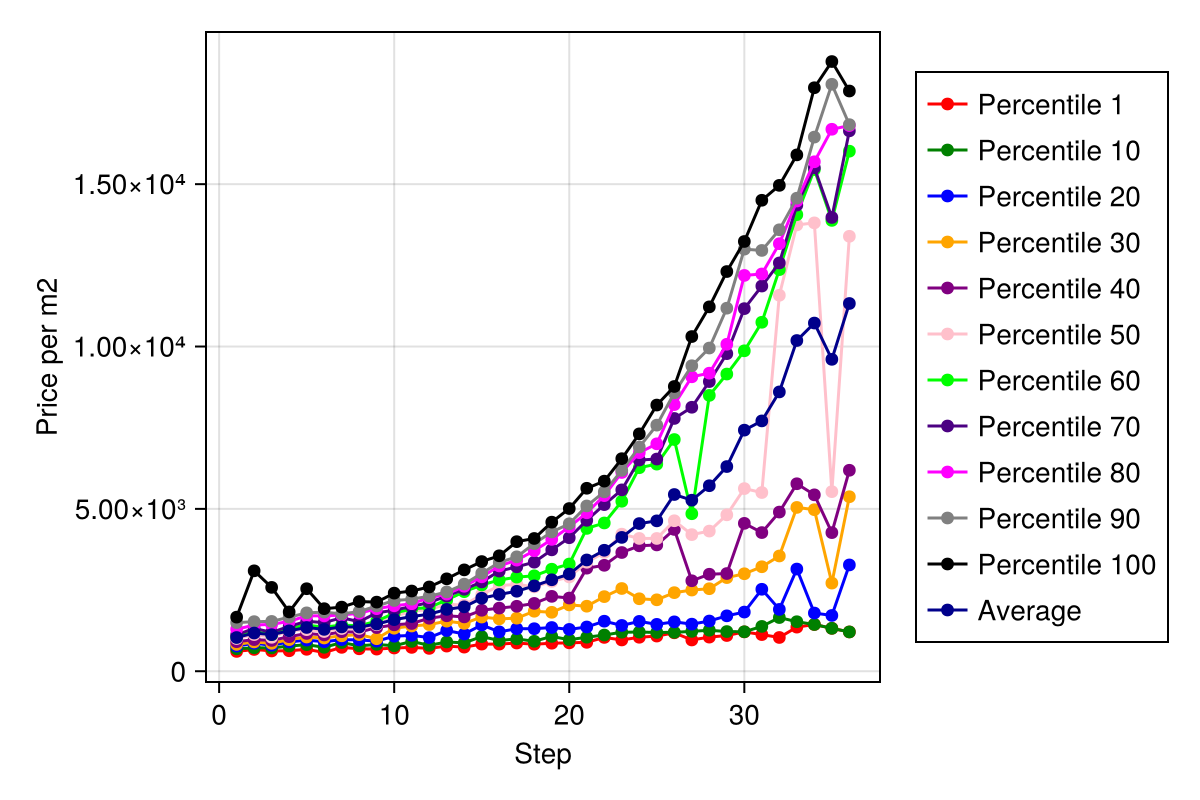 Price per m2
1.50×10⁴
1.00×10⁴
5.00×10³
0
0 10 20 30
Step
Percentile 1
Percentile 10
Percentile 20
Percentile 30
Percentile 40
Percentile 50
Percentile 60
Percentile 70
Percentile 80
Percentile 90
Percentile 100
Average